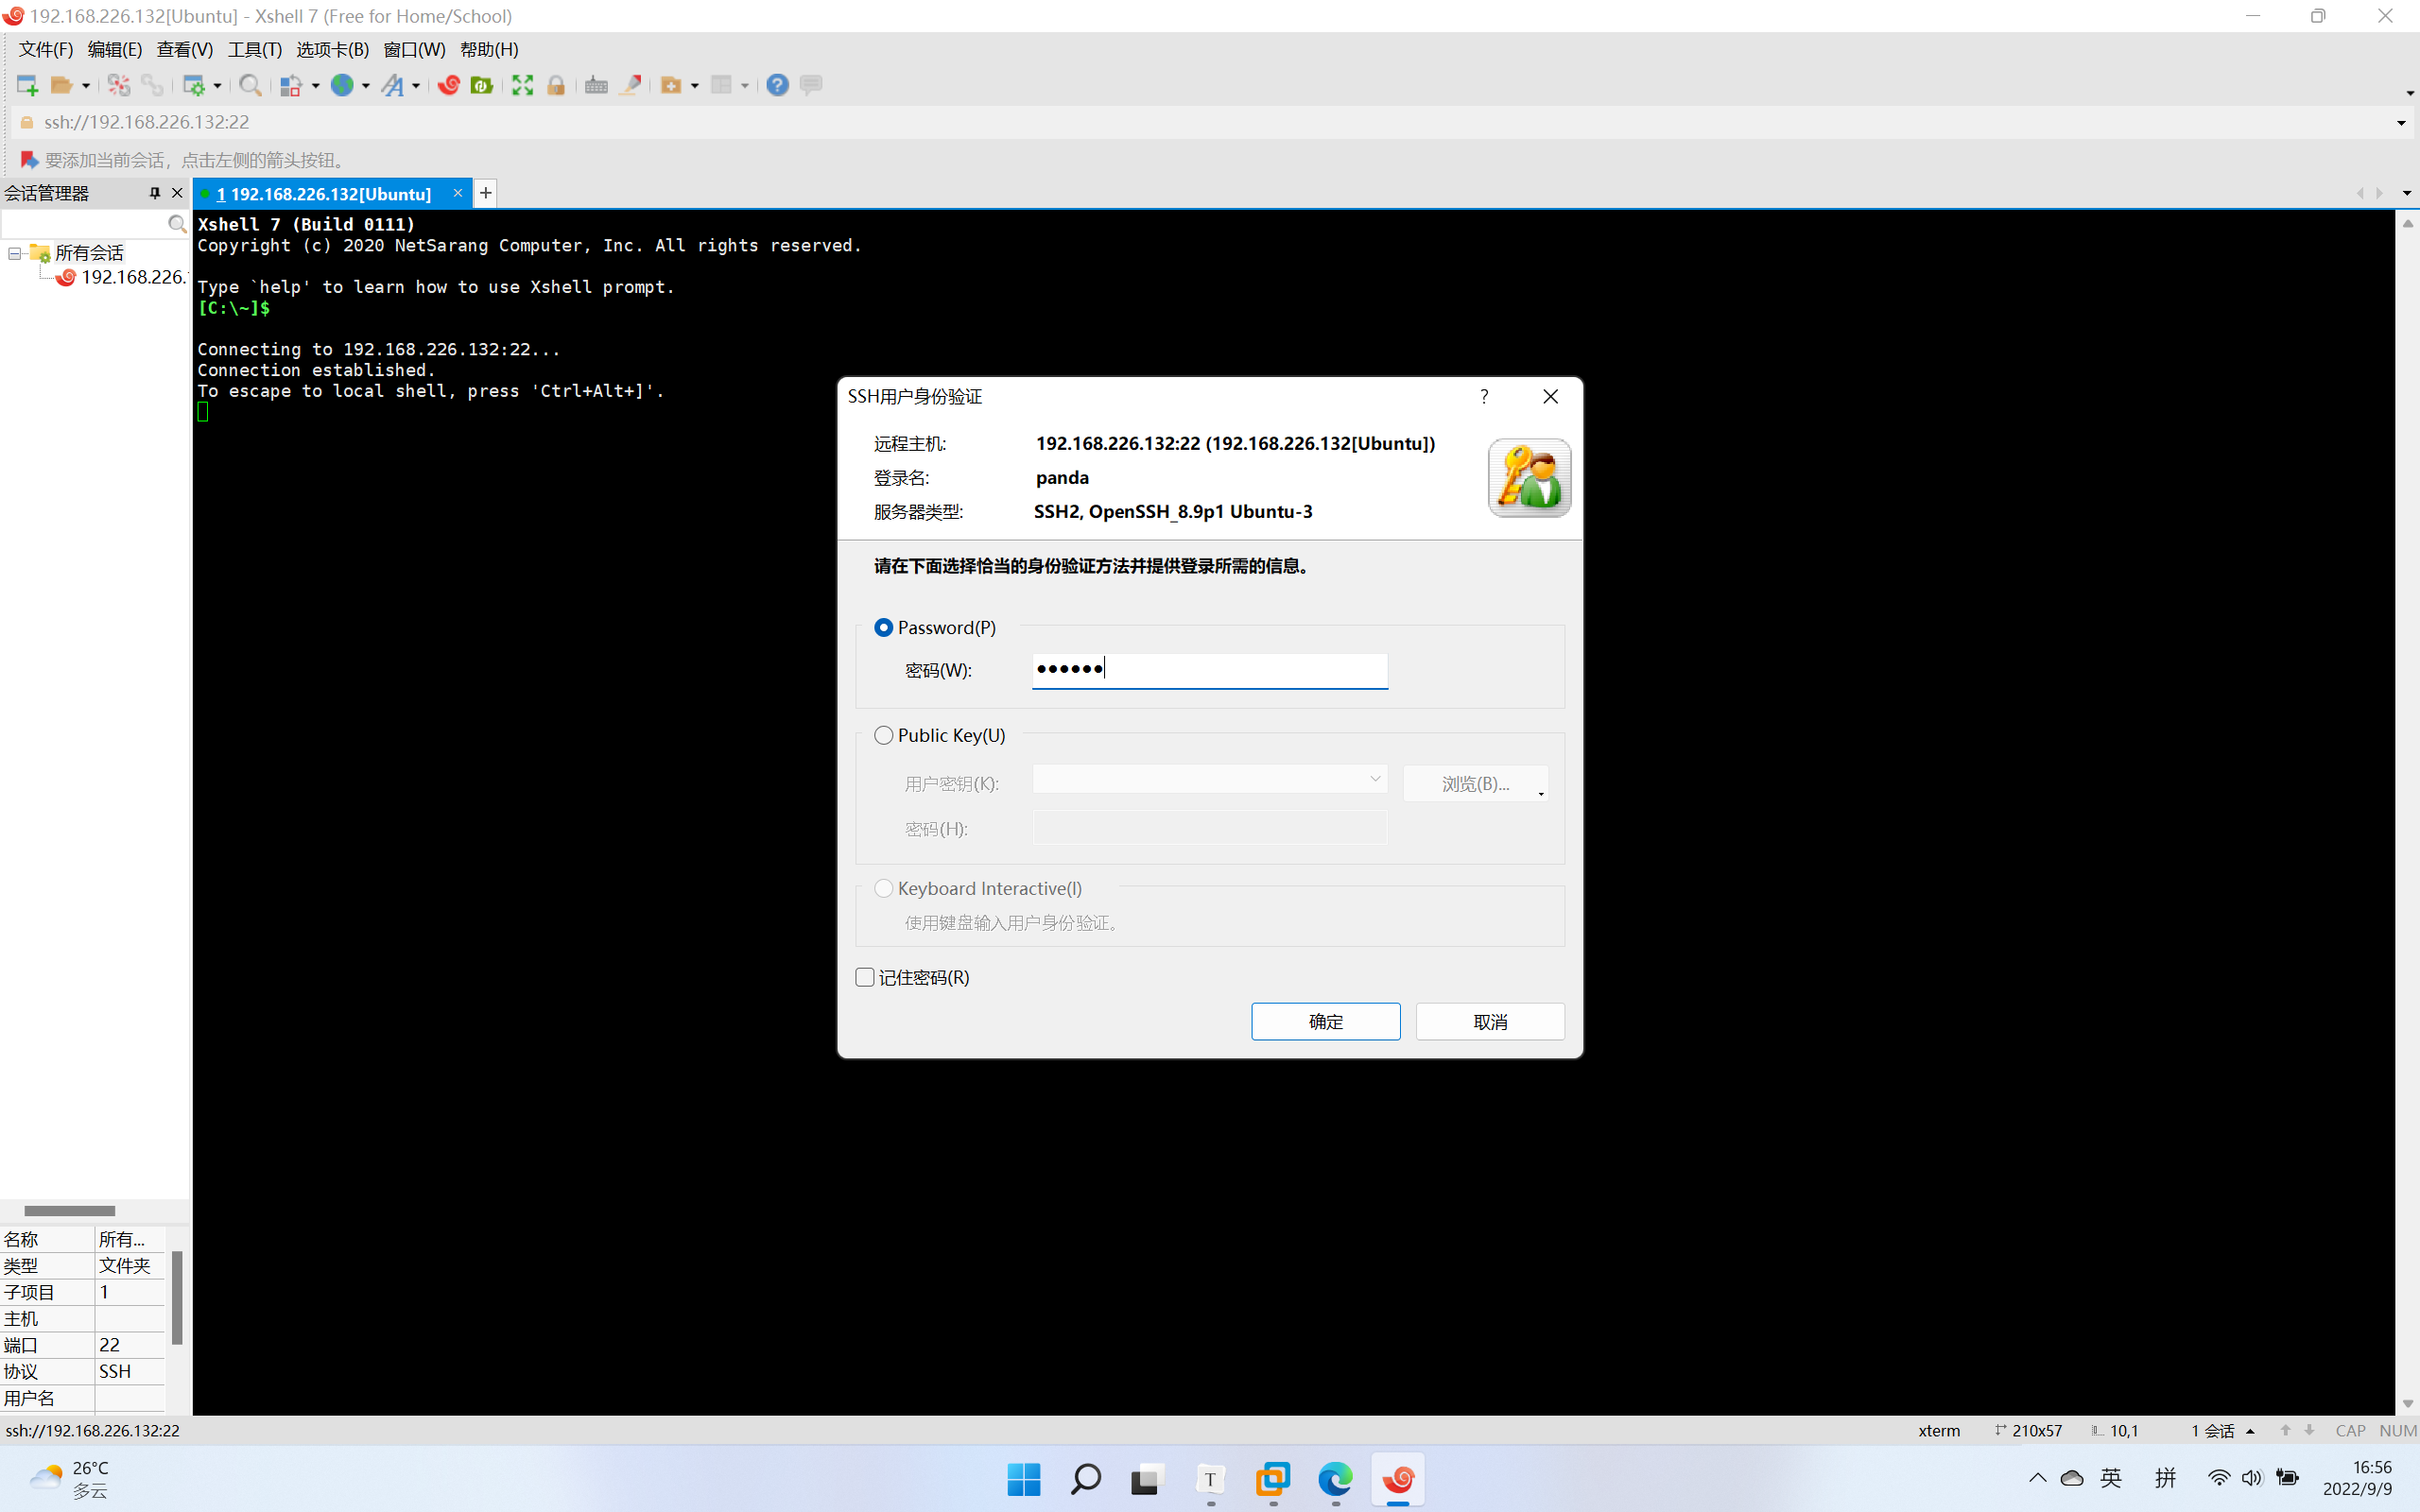 192.168.226.132[Ubuntu] - Xshell 7 (Free for Home/School)
文件(F) 编辑(E) 查看(V) 工具(T) 选项卡(B) 窗口(W) 帮助(H)
ssh://192.168.226.132:22
要添加当前会话，点击左侧的箭头按钮。
会话管理器
1 192.168.226.132[Ubuntu]
所有会话
192.168.226.
Xshell 7 (Build 0111)
Copyright (c) 2020 NetSarang Computer, Inc. All rights reserved.
Type `help' to learn how to use Xshell prompt.
[C:\~]$
Connecting to 192.168.226.132:22...
Connection established.
To escape to local shell, press 'Ctrl+Alt+]'.
SSH用户身份验证
远程主机: 192.168.226.132:22 (192.168.226.132[Ubuntu])
登录名: panda
服务器类型: SSH2, OpenSSH_8.9p1 Ubuntu-3
请在下面选择恰当的身份验证方法并提供登录所需的信息。
Password(P)
密码(W): ●●●●●●
Public Key(U)
用户密钥(K): 浏览(B)...
密码(H):
Keyboard Interactive(I)
使用键盘输入用户身份验证。
记住密码(R)
确定 取消
名称 所有...
类型 文件夹
子项目 1
主机
端口 22
协议 SSH
用户名
ssh://192.168.226.132:22 xterm 210x57 10,1 1 会话 CAP NUM
26°C
多云
T
英 拼
16:56
2022/9/9